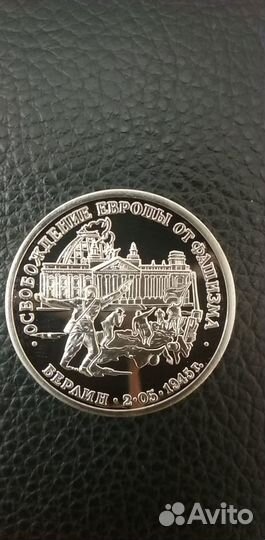 ОСВОБОЖДЕНИЕ ЕВРОПЫ ОТ ФАШИЗМА
БЕРЛИН · 2·05·1945 г.
Avito